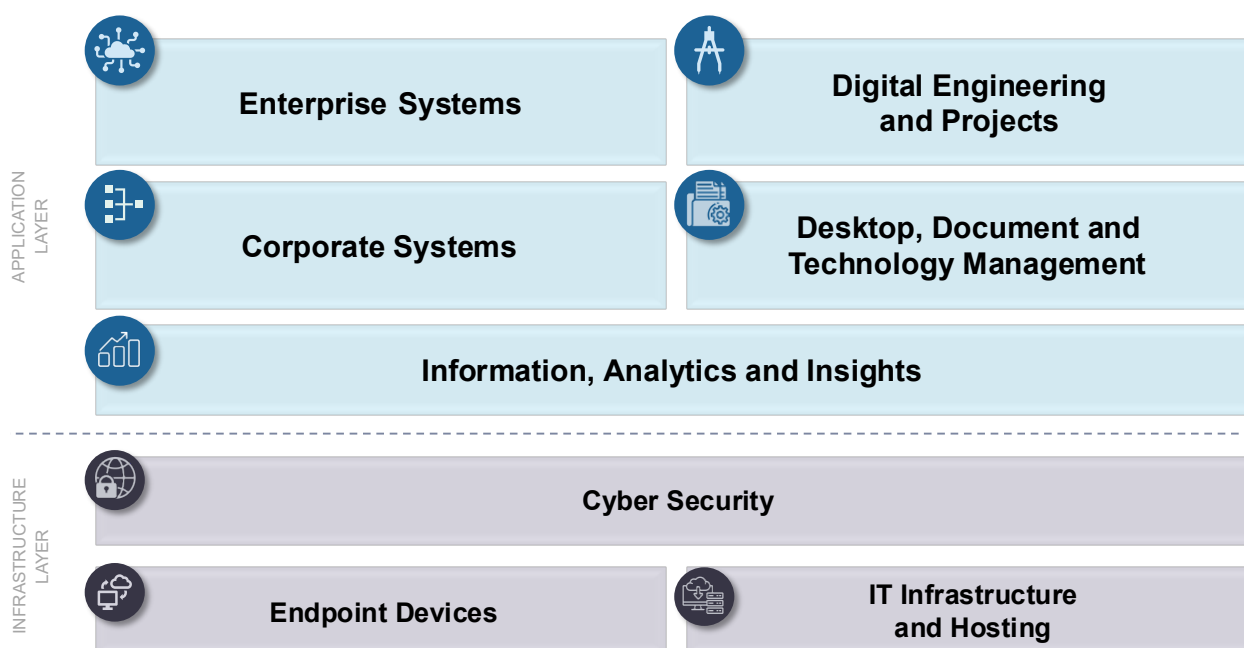 Enterprise Systems
Digital Engineering
and Projects
APPLICATION
LAYER
Corporate Systems
Desktop, Document and
Technology Management
Information, Analytics and Insights
INFRASTRUCTURE
LAYER
Cyber Security
Endpoint Devices
IT Infrastructure
and Hosting